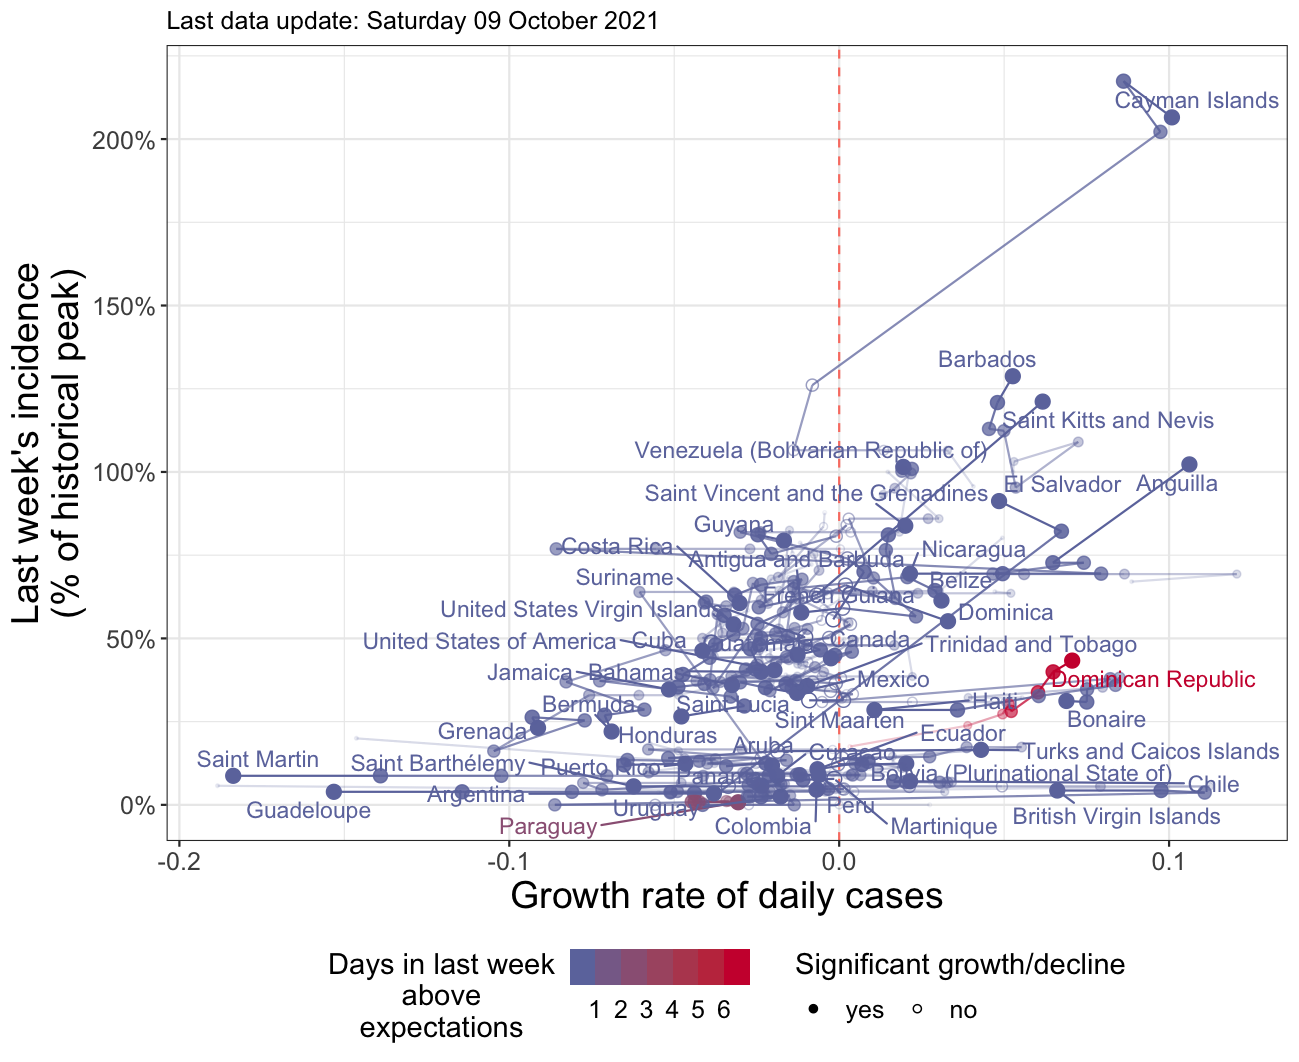 Last data update: Saturday 09 October 2021
Last week's incidence
(% of historical peak)
200%
150%
100%
50%
0%
Cayman Islands
Barbados
Saint Kitts and Nevis
Venezuela (Bolivarian Republic of)
El Salvador
Anguilla
Saint Vincent and the Grenadines
Guyana
Costa Rica
Nicaragua
Antigua and Barbuda
Suriname
Belize
French Guiana
United States Virgin Islands
Dominica
United States of America
Cuba
Guatemala
Canada
Trinidad and Tobago
Jamaica
Bahamas
Mexico
Dominican Republic
Bermuda
Saint Lucia
Haiti
Sint Maarten
Bonaire
Grenada
Honduras
Ecuador
Aruba
Curaçao
Turks and Caicos Islands
Saint Martin
Saint Barthélemy
Puerto Rico
Panama
Bolivia (Plurinational State of)
Chile
Argentina
Guadeloupe
Uruguay
Peru
British Virgin Islands
Paraguay
Colombia
Martinique
-0.2
-0.1
0.0
0.1
Growth rate of daily cases
Days in last week
above
expectations
1 2 3 4 5 6
Significant growth/decline
yes
no